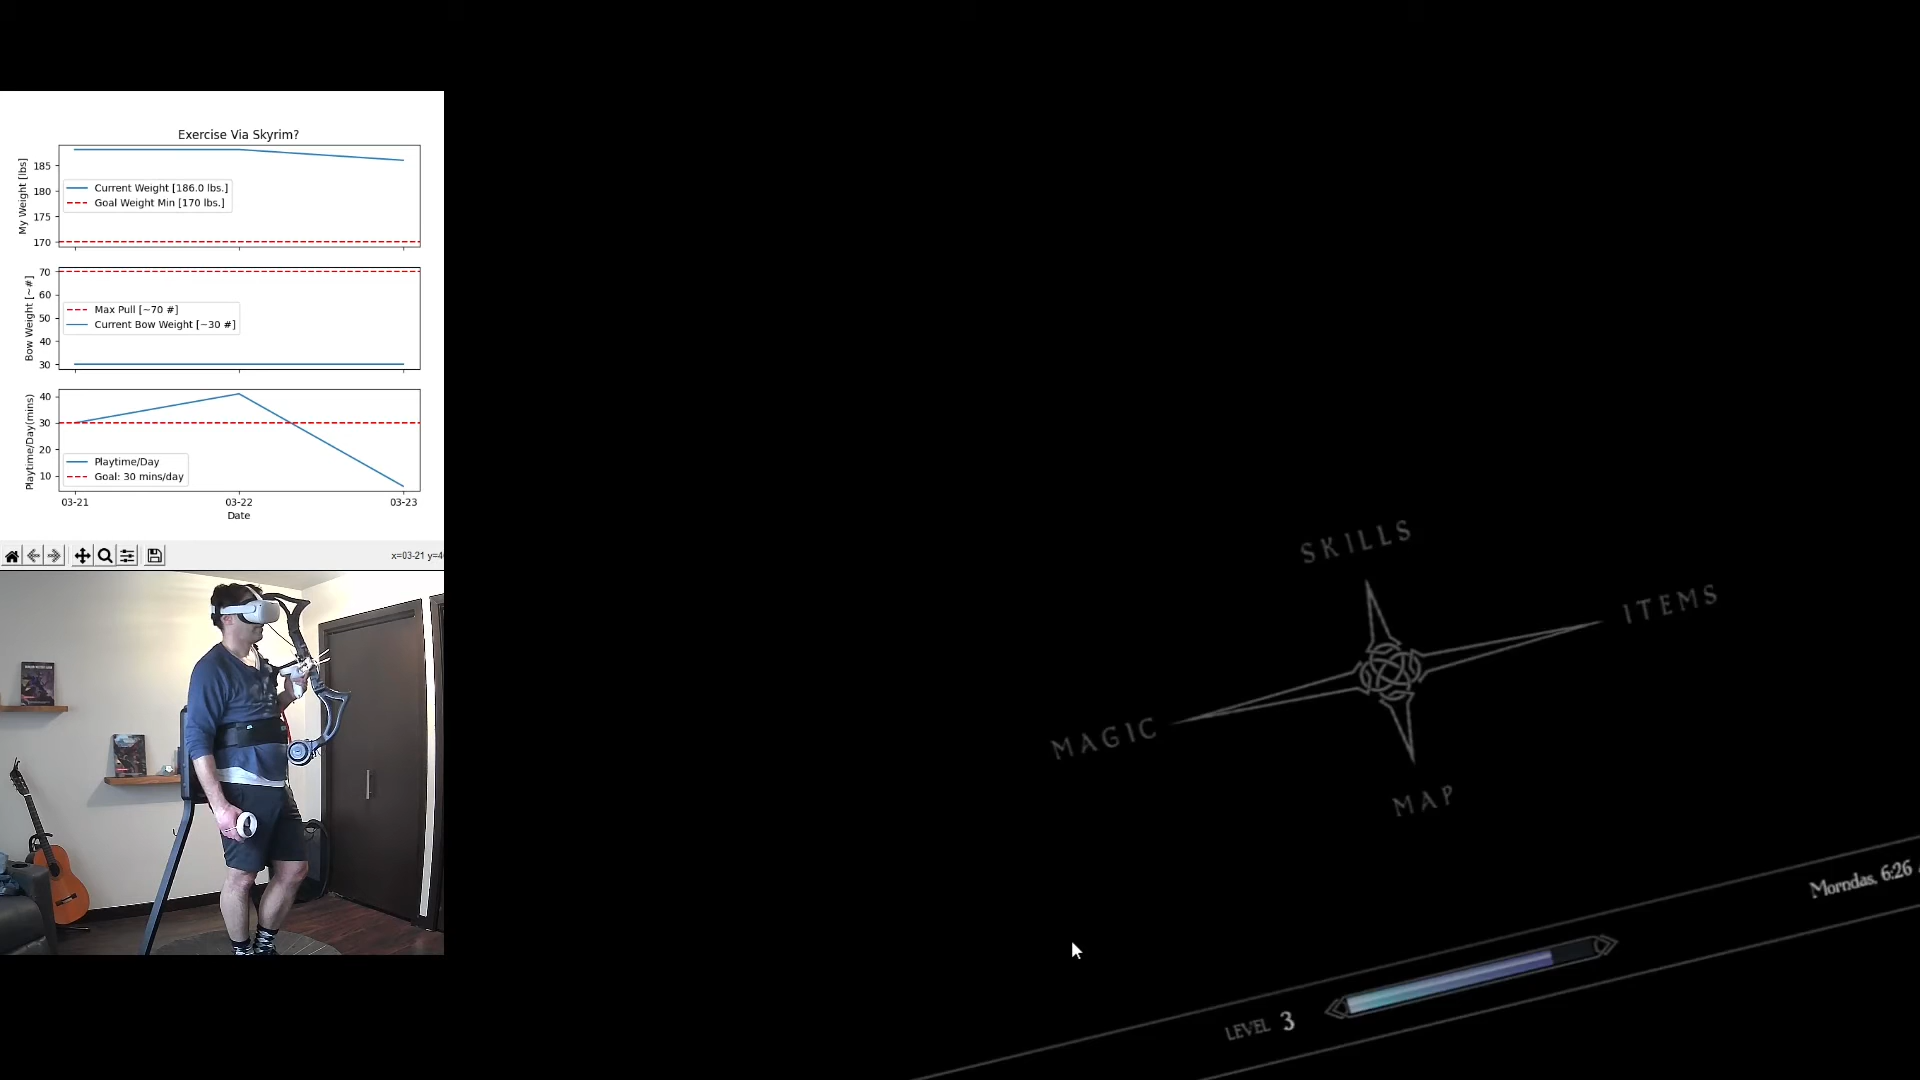 Exercise Via Skyrim?
My Weight [lbs]
185
180
175
170
Current Weight [186.0 lbs.]
Goal Weight Min [170 lbs.]
Bow Weight [~#]
70
60
50
40
30
Max Pull [~70 #]
Current Bow Weight [~30 #]
Playtime/Day(mins)
40
30
20
10
Playtime/Day
Goal: 30 mins/day
03-21 03-22 03-23
Date
x=03-21 y=4
SKILLS
ITEMS
MAGIC
MAP
Morndas, 6:26
LEVEL 3